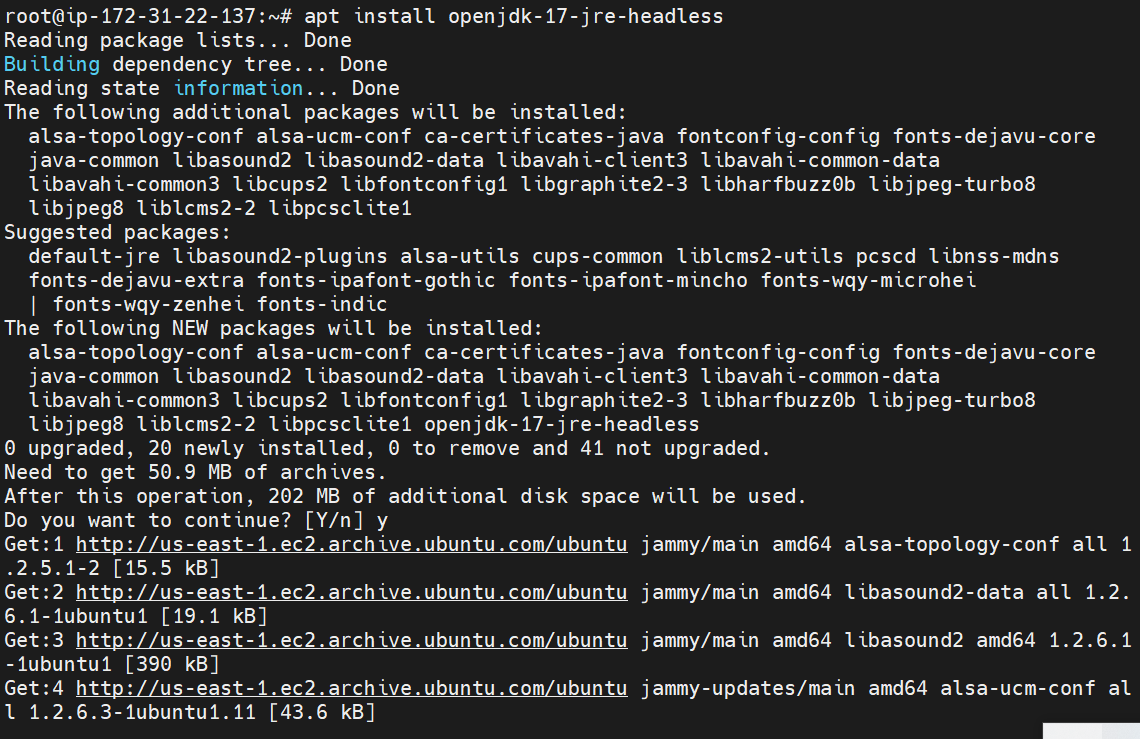 root@ip-172-31-22-137:~# apt install openjdk-17-jre-headless
Reading package lists... Done
Building dependency tree... Done
Reading state information... Done
The following additional packages will be installed:
  alsa-topology-conf alsa-ucm-conf ca-certificates-java fontconfig-config fonts-dejavu-core
  java-common libasound2 libasound2-data libavahi-client3 libavahi-common-data
  libavahi-common3 libcups2 libfontconfig1 libgraphite2-3 libharfbuzz0b libjpeg-turbo8
  libjpeg8 liblcms2-2 libpcsclite1
Suggested packages:
  default-jre libasound2-plugins alsa-utils cups-common liblcms2-utils pcscd libnss-mdns
  fonts-dejavu-extra fonts-ipafont-gothic fonts-ipafont-mincho fonts-wqy-microhei
  | fonts-wqy-zenhei fonts-indic
The following NEW packages will be installed:
  alsa-topology-conf alsa-ucm-conf ca-certificates-java fontconfig-config fonts-dejavu-core
  java-common libasound2 libasound2-data libavahi-client3 libavahi-common-data
  libavahi-common3 libcups2 libfontconfig1 libgraphite2-3 libharfbuzz0b libjpeg-turbo8
  libjpeg8 liblcms2-2 libpcsclite1 openjdk-17-jre-headless
0 upgraded, 20 newly installed, 0 to remove and 41 not upgraded.
Need to get 50.9 MB of archives.
After this operation, 202 MB of additional disk space will be used.
Do you want to continue? [Y/n] y
Get:1 http://us-east-1.ec2.archive.ubuntu.com/ubuntu jammy/main amd64 alsa-topology-conf all 1
.2.5.1-2 [15.5 kB]
Get:2 http://us-east-1.ec2.archive.ubuntu.com/ubuntu jammy/main amd64 libasound2-data all 1.2.
6.1-1ubuntu1 [19.1 kB]
Get:3 http://us-east-1.ec2.archive.ubuntu.com/ubuntu jammy/main amd64 libasound2 amd64 1.2.6.1
-1ubuntu1 [390 kB]
Get:4 http://us-east-1.ec2.archive.ubuntu.com/ubuntu jammy-updates/main amd64 alsa-ucm-conf al
l 1.2.6.3-1ubuntu1.11 [43.6 kB]